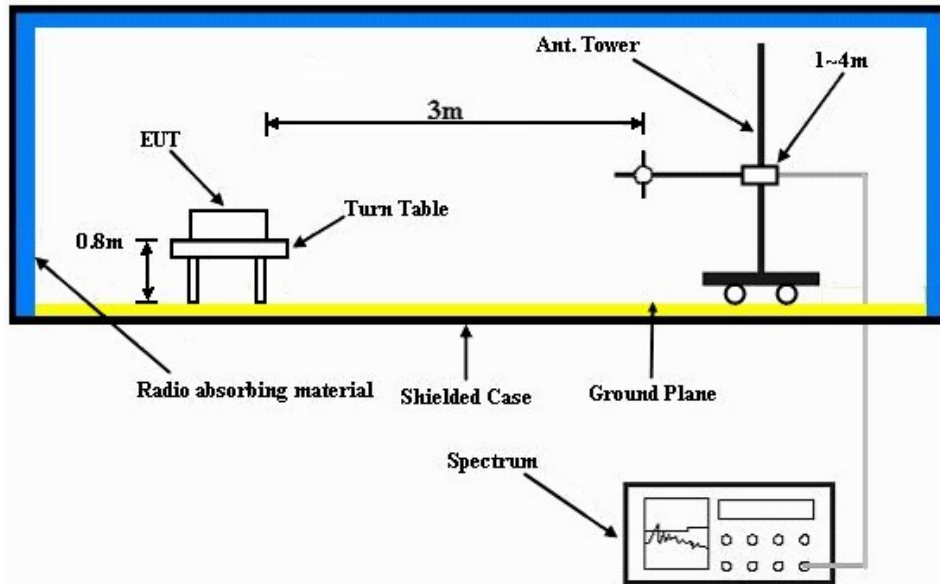 Ant. Tower
1~4m
3m
EUT
Turn Table
0.8m
Radio absorbing material
Shielded Case
Ground Plane
Spectrum